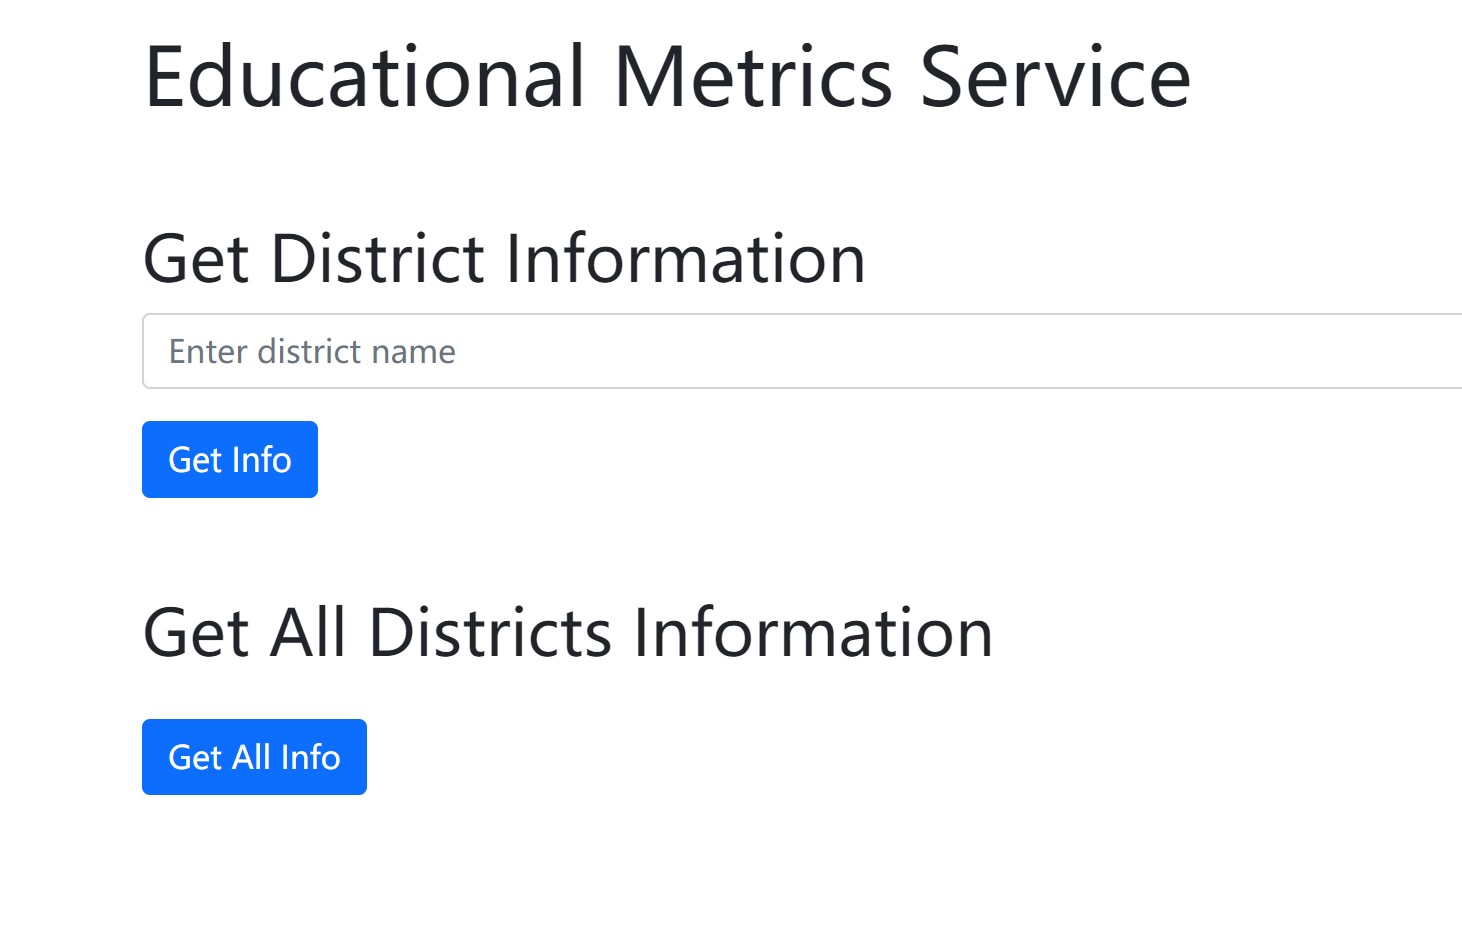 Educational Metrics Service
Get District Information
Enter district name
Get Info
Get All Districts Information
Get All Info